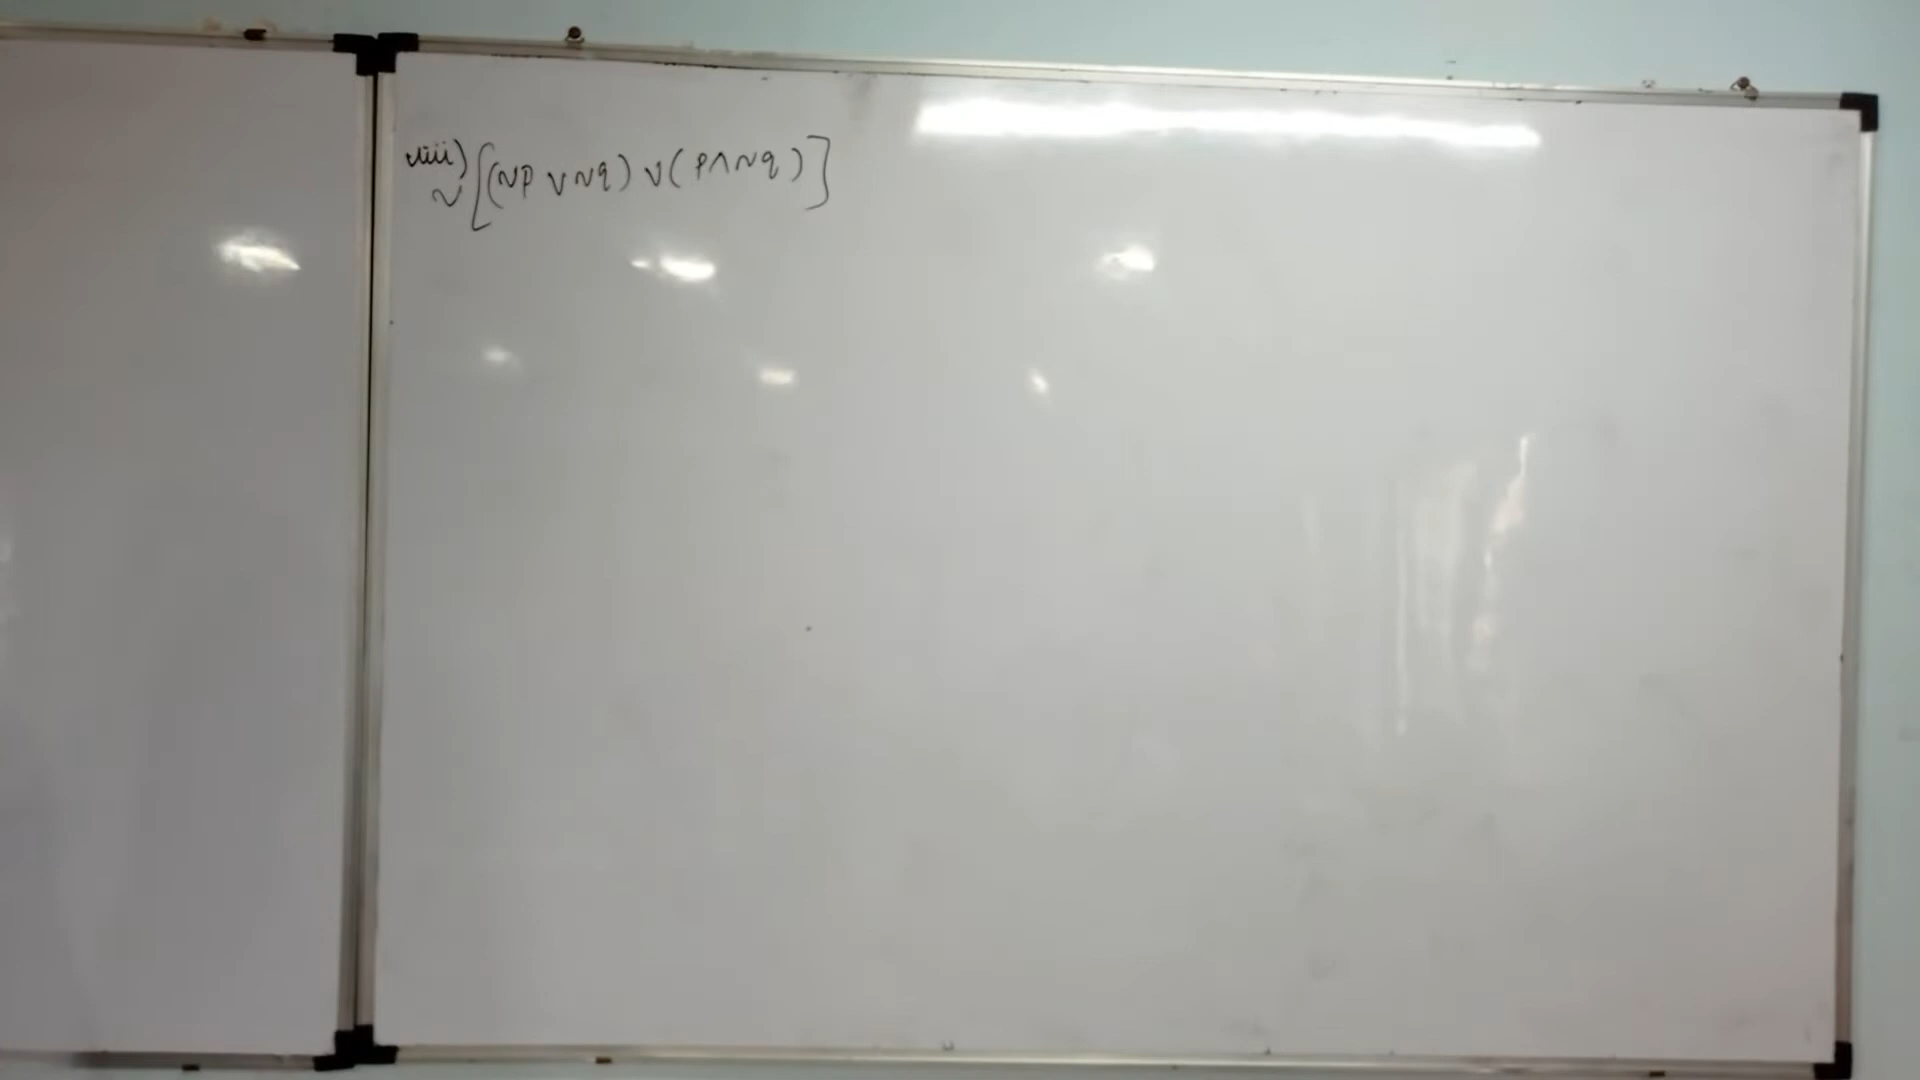 viii)
~[(~p ∨ ~q) ∨ (p ∧ ~q)]